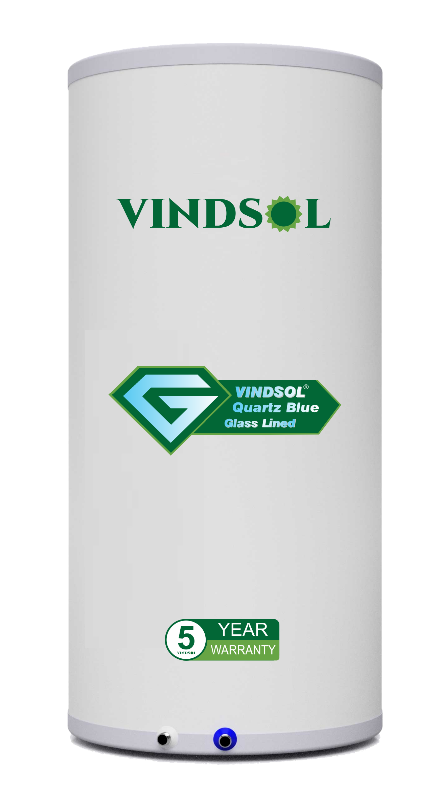 VINDSOL
G
VINDSOL®
Quartz Blue
Glass Lined
5
YEAR
WARRANTY